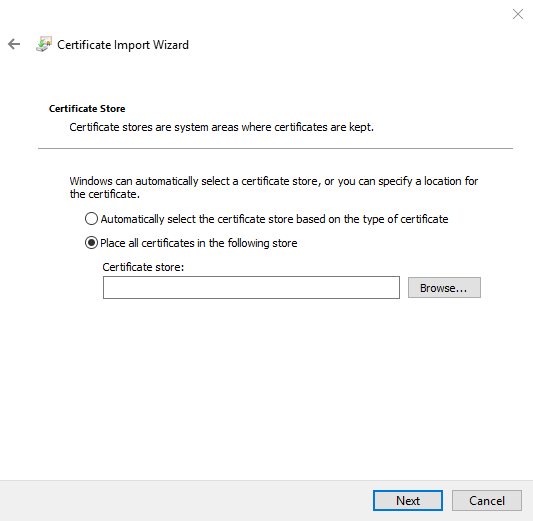 Certificate Import Wizard
Certificate Store
Certificate stores are system areas where certificates are kept.
Windows can automatically select a certificate store, or you can specify a location for
the certificate.
Automatically select the certificate store based on the type of certificate
Place all certificates in the following store
Certificate store:
Browse...
Next
Cancel